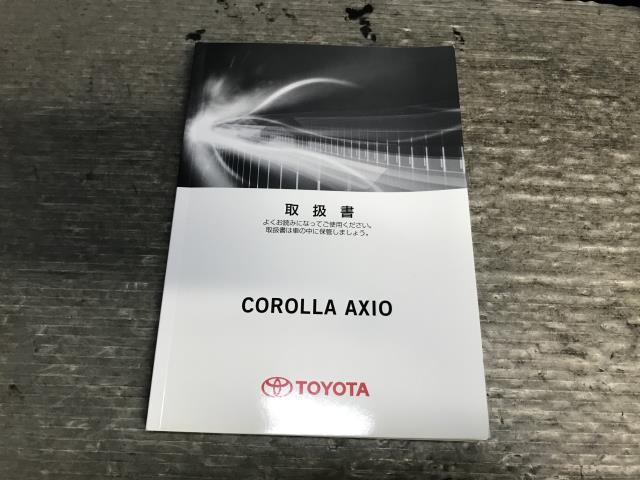 取扱書
よくお読みになってご使用ください。
取扱書は車の中に保管しましょう。
COROLLA AXIO
TOYOTA